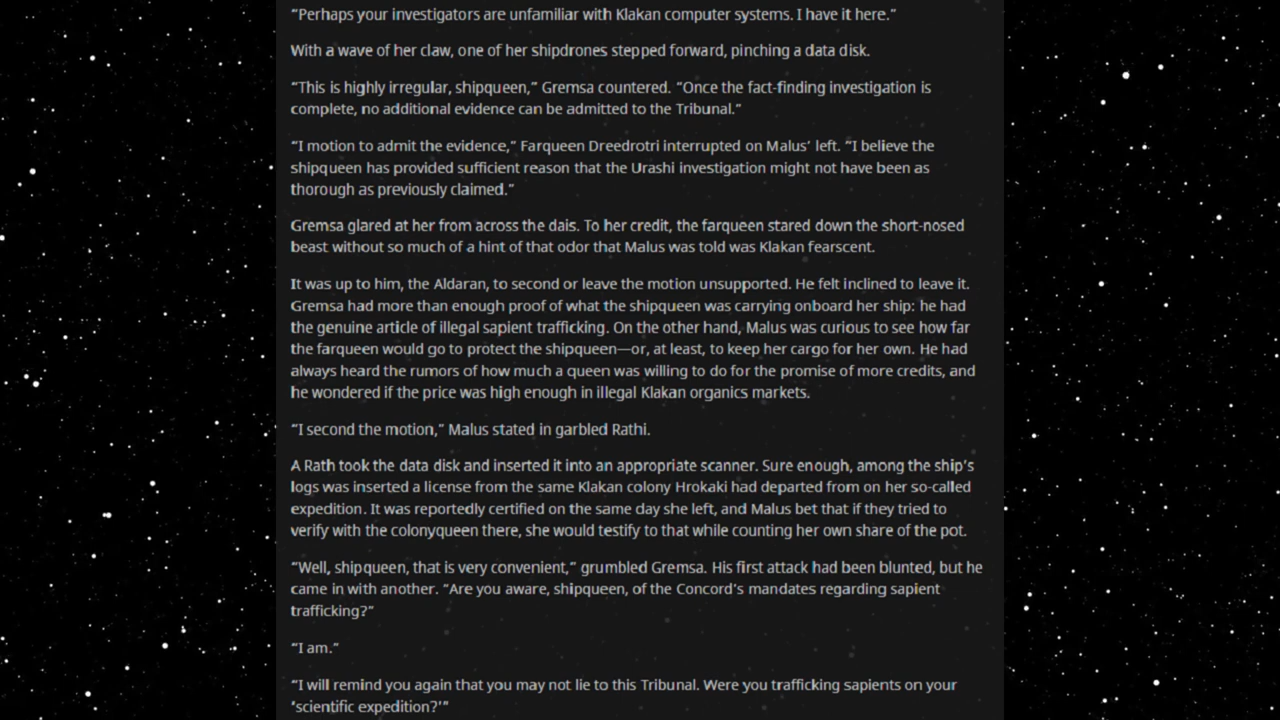 “Perhaps your investigators are unfamiliar with Klakan computer systems. I have it here.”
With a wave of her claw, one of her shipdrones stepped forward, pinching a data disk.
“This is highly irregular, shipqueen,” Gremsa countered. “Once the fact-finding investigation is
complete, no additional evidence can be admitted to the Tribunal.”
“I motion to admit the evidence,” Farqueen Dreedrotri interrupted on Malus’ left. “I believe the
shipqueen has provided sufficient reason that the Urashi investigation might not have been as
thorough as previously claimed.”
Gremsa glared at her from across the dais. To her credit, the farqueen stared down the short-nosed
beast without so much of a hint of that odor that Malus was told was Klakan fearscent.
It was up to him, the Aldaran, to second or leave the motion unsupported. He felt inclined to leave it.
Gremsa had more than enough proof of what the shipqueen was carrying onboard her ship: he had
the genuine article of illegal sapient trafficking. On the other hand, Malus was curious to see how far
the farqueen would go to protect the shipqueen—or, at least, to keep her cargo for her own. He had
always heard the rumors of how much a queen was willing to do for the promise of more credits, and
he wondered if the price was high enough in illegal Klakan organics markets.
“I second the motion,” Malus stated in garbled Rathi.
A Rath took the data disk and inserted it into an appropriate scanner. Sure enough, among the ship’s
logs was inserted a license from the same Klakan colony Hrokaki had departed from on her so-called
expedition. It was reportedly certified on the same day she left, and Malus bet that if they tried to
verify with the colonyqueen there, she would testify to that while counting her own share of the pot.
“Well, shipqueen, that is very convenient,” grumbled Gremsa. His first attack had been blunted, but he
came in with another. “Are you aware, shipqueen, of the Concord’s mandates regarding sapient
trafficking?”
“I am.”
“I will remind you again that you may not lie to this Tribunal. Were you trafficking sapients on your
‘scientific expedition?’”